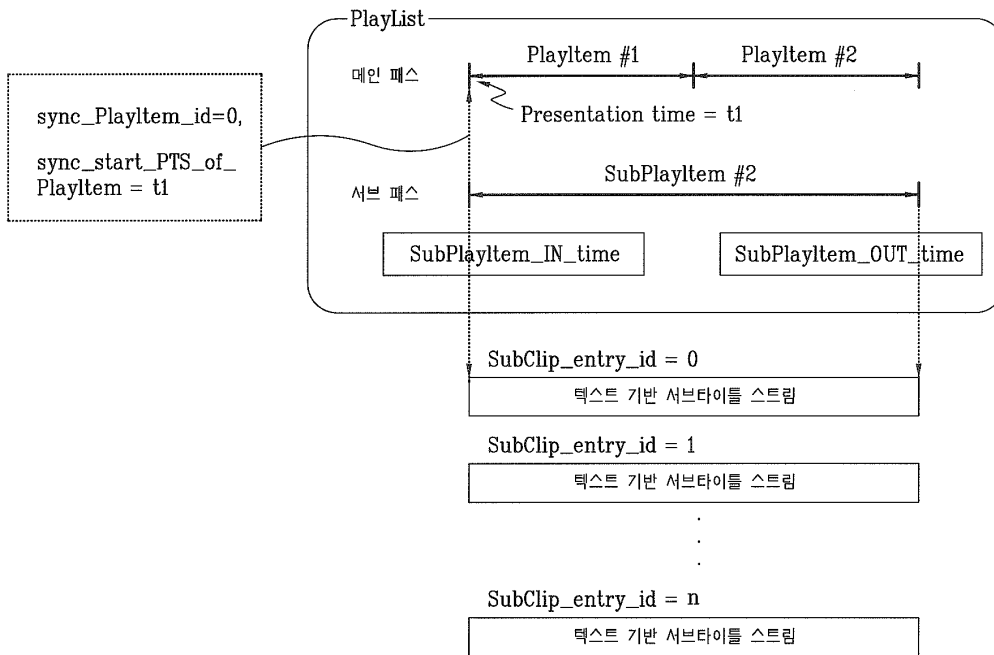 PlayList
메인 패스
PlayItem #1
PlayItem #2
Presentation time = t1
sync_PlayItem_id=0,
sync_start_PTS_of_
PlayItem = t1
서브 패스
SubPlayItem #2
SubPlayItem_IN_time
SubPlayItem_OUT_time
SubClip_entry_id = 0
텍스트 기반 서브타이틀 스트림
SubClip_entry_id = 1
텍스트 기반 서브타이틀 스트림
SubClip_entry_id = n
텍스트 기반 서브타이틀 스트림